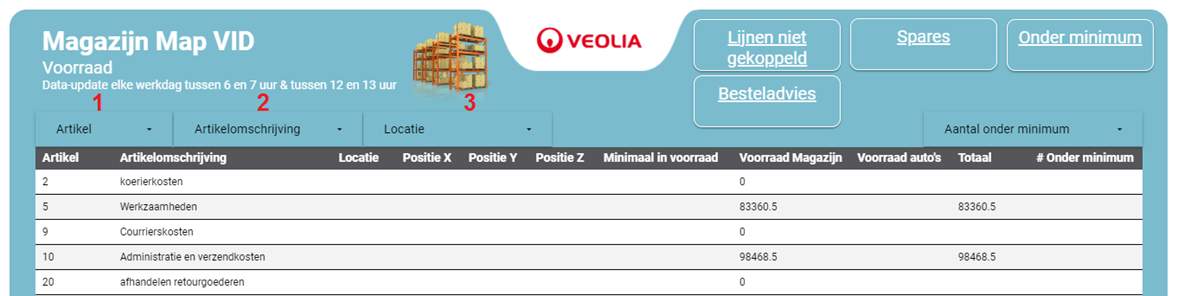 Magazijn Map VID
Voorraad
Data-update elke werkdag tussen 6 en 7 uur & tussen 12 en 13 uur
VEOLIA
Lijnen niet
gekoppeld
Spares
Onder minimum
Besteladvies
1 2 3
Artikel Artikelomschrijving Locatie Aantal onder minimum
Artikel Artikelomschrijving Locatie Positie X Positie Y Positie Z Minimaal in voorraad Voorraad Magazijn Voorraad auto's Totaal # Onder minimum
2 koerierkosten 0
5 Werkzaamheden 83360.5 83360.5
9 Courrierskosten 0
10 Administratie en verzendkosten 98468.5 98468.5
20 afhandelen retourgoederen 0